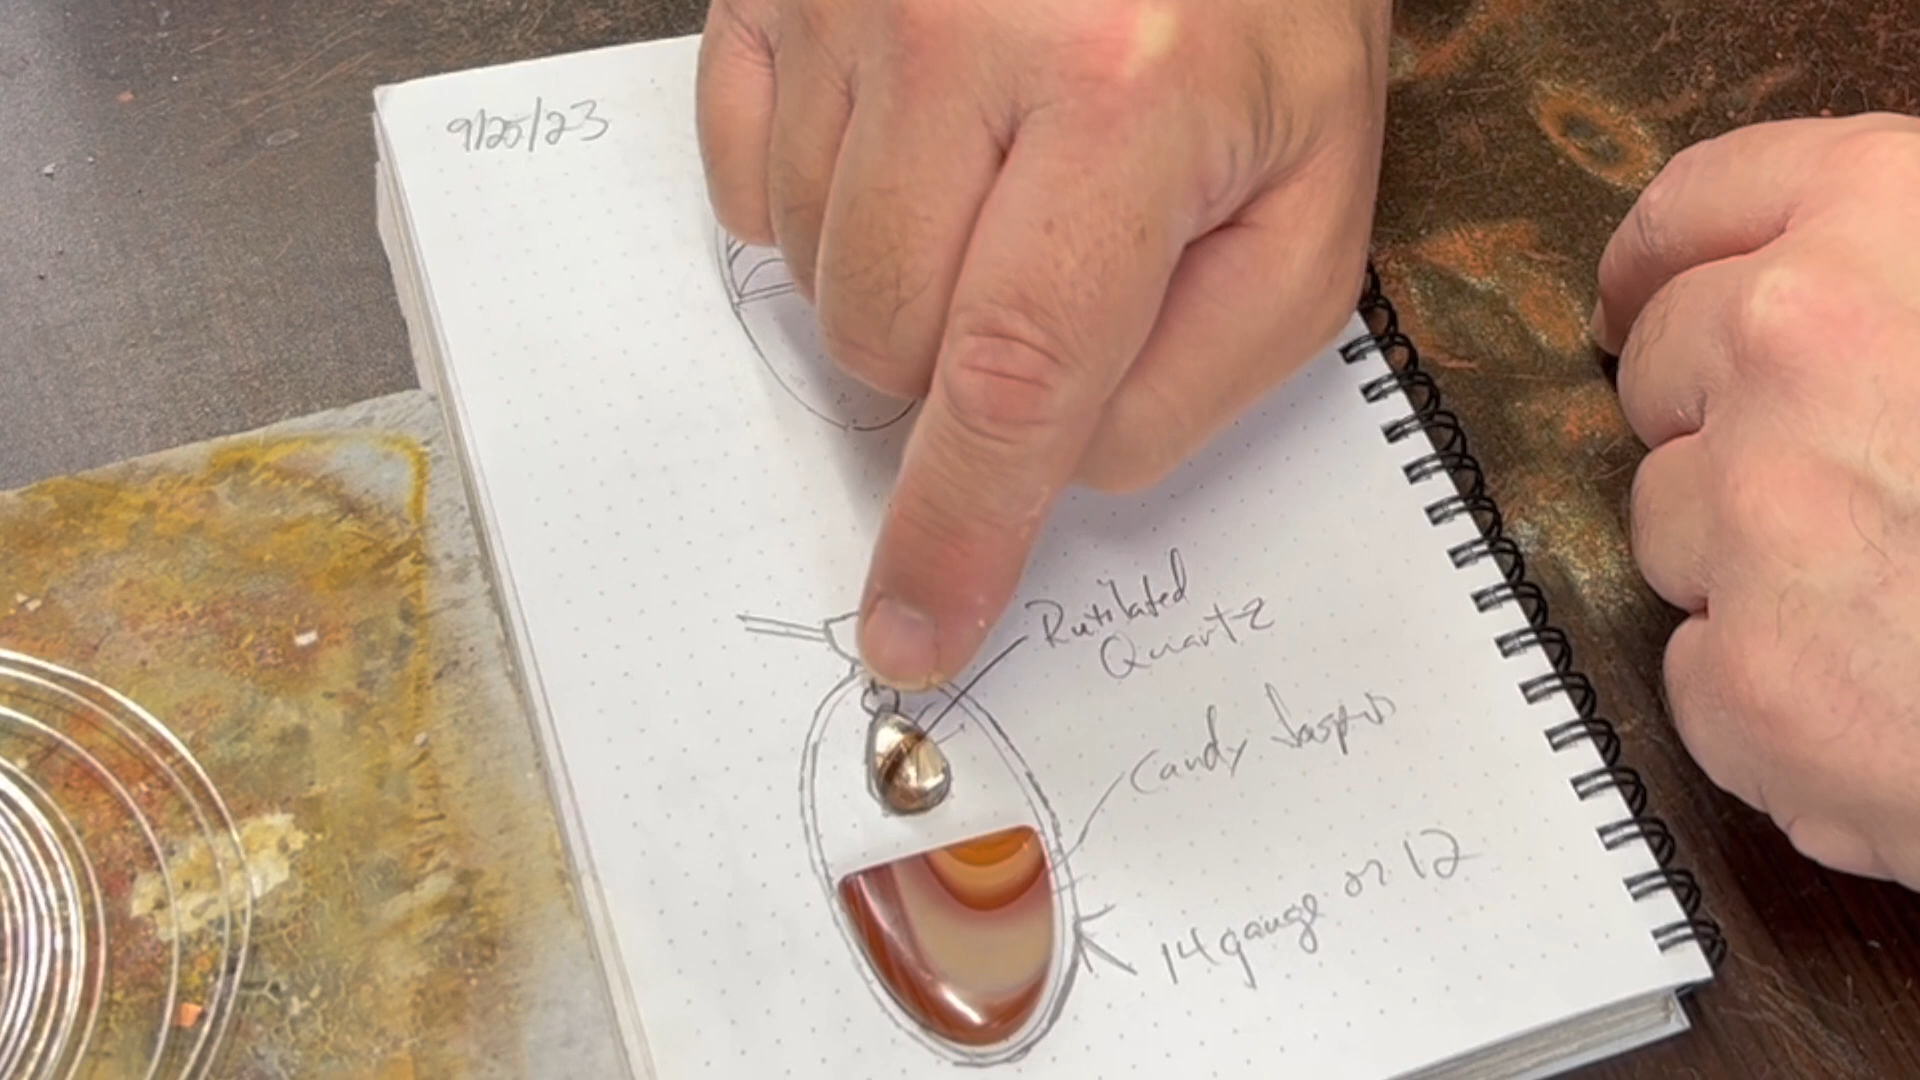 9/25/23
Rutilated
Quartz
Candy Jasper
14 gauge or 12